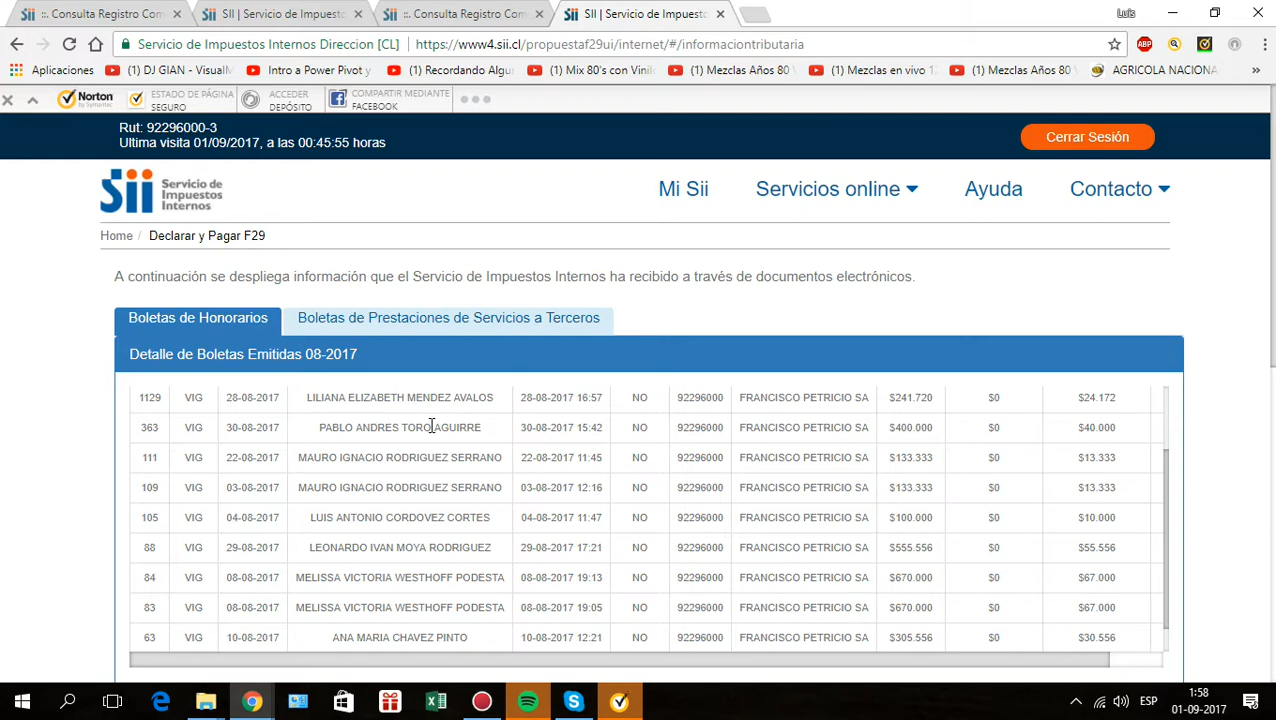 :. Consulta Registro Com
SII | Servicio de Impuesto
:. Consulta Registro Com
SII | Servicio de Impuesto
Luis
Servicio de Impuestos Internos Direccion [CL] https://www4.sii.cl/propuestaf29ui/internet/#/informaciontributaria
ABP
Aplicaciones (1) DJ GIAN - VisualM Intro a Power Pivot y (1) Recordando Algu (1) Mix 80's con Vinilo (1) Mezclas Años 80 (1) Mezclas en vivo 12 (1) Mezclas Años 80 AGRICOLA NACIONA
Norton by Symantec ESTADO DE PÁGINA SEGURO ACCEDER DEPÓSITO COMPARTIR MEDIANTE FACEBOOK
Rut: 92296000-3
Ultima visita 01/09/2017, a las 00:45:55 horas
Cerrar Sesión
Sii Servicio de Impuestos Internos
Mi Sii Servicios online Ayuda Contacto
Home / Declarar y Pagar F29
A continuación se despliega información que el Servicio de Impuestos Internos ha recibido a través de documentos electrónicos.
Boletas de Honorarios Boletas de Prestaciones de Servicios a Terceros
Detalle de Boletas Emitidas 08-2017
1129 VIG 28-08-2017 LILIANA ELIZABETH MENDEZ AVALOS 28-08-2017 16:57 NO 92296000 FRANCISCO PETRICIO SA $241.720 $0 $24.172
363 VIG 30-08-2017 PABLO ANDRES TORO AGUIRRE 30-08-2017 15:42 NO 92296000 FRANCISCO PETRICIO SA $400.000 $0 $40.000
111 VIG 22-08-2017 MAURO IGNACIO RODRIGUEZ SERRANO 22-08-2017 11:45 NO 92296000 FRANCISCO PETRICIO SA $133.333 $0 $13.333
109 VIG 03-08-2017 MAURO IGNACIO RODRIGUEZ SERRANO 03-08-2017 12:16 NO 92296000 FRANCISCO PETRICIO SA $133.333 $0 $13.333
105 VIG 04-08-2017 LUIS ANTONIO CORDOVEZ CORTES 04-08-2017 11:47 NO 92296000 FRANCISCO PETRICIO SA $100.000 $0 $10.000
88 VIG 29-08-2017 LEONARDO IVAN MOYA RODRIGUEZ 29-08-2017 17:21 NO 92296000 FRANCISCO PETRICIO SA $555.556 $0 $55.556
84 VIG 08-08-2017 MELISSA VICTORIA WESTHOFF PODESTA 08-08-2017 19:13 NO 92296000 FRANCISCO PETRICIO SA $670.000 $0 $67.000
83 VIG 08-08-2017 MELISSA VICTORIA WESTHOFF PODESTA 08-08-2017 19:05 NO 92296000 FRANCISCO PETRICIO SA $670.000 $0 $67.000
63 VIG 10-08-2017 ANA MARIA CHAVEZ PINTO 10-08-2017 12:21 NO 92296000 FRANCISCO PETRICIO SA $305.556 $0 $30.556
ESP 1:58
01-09-2017